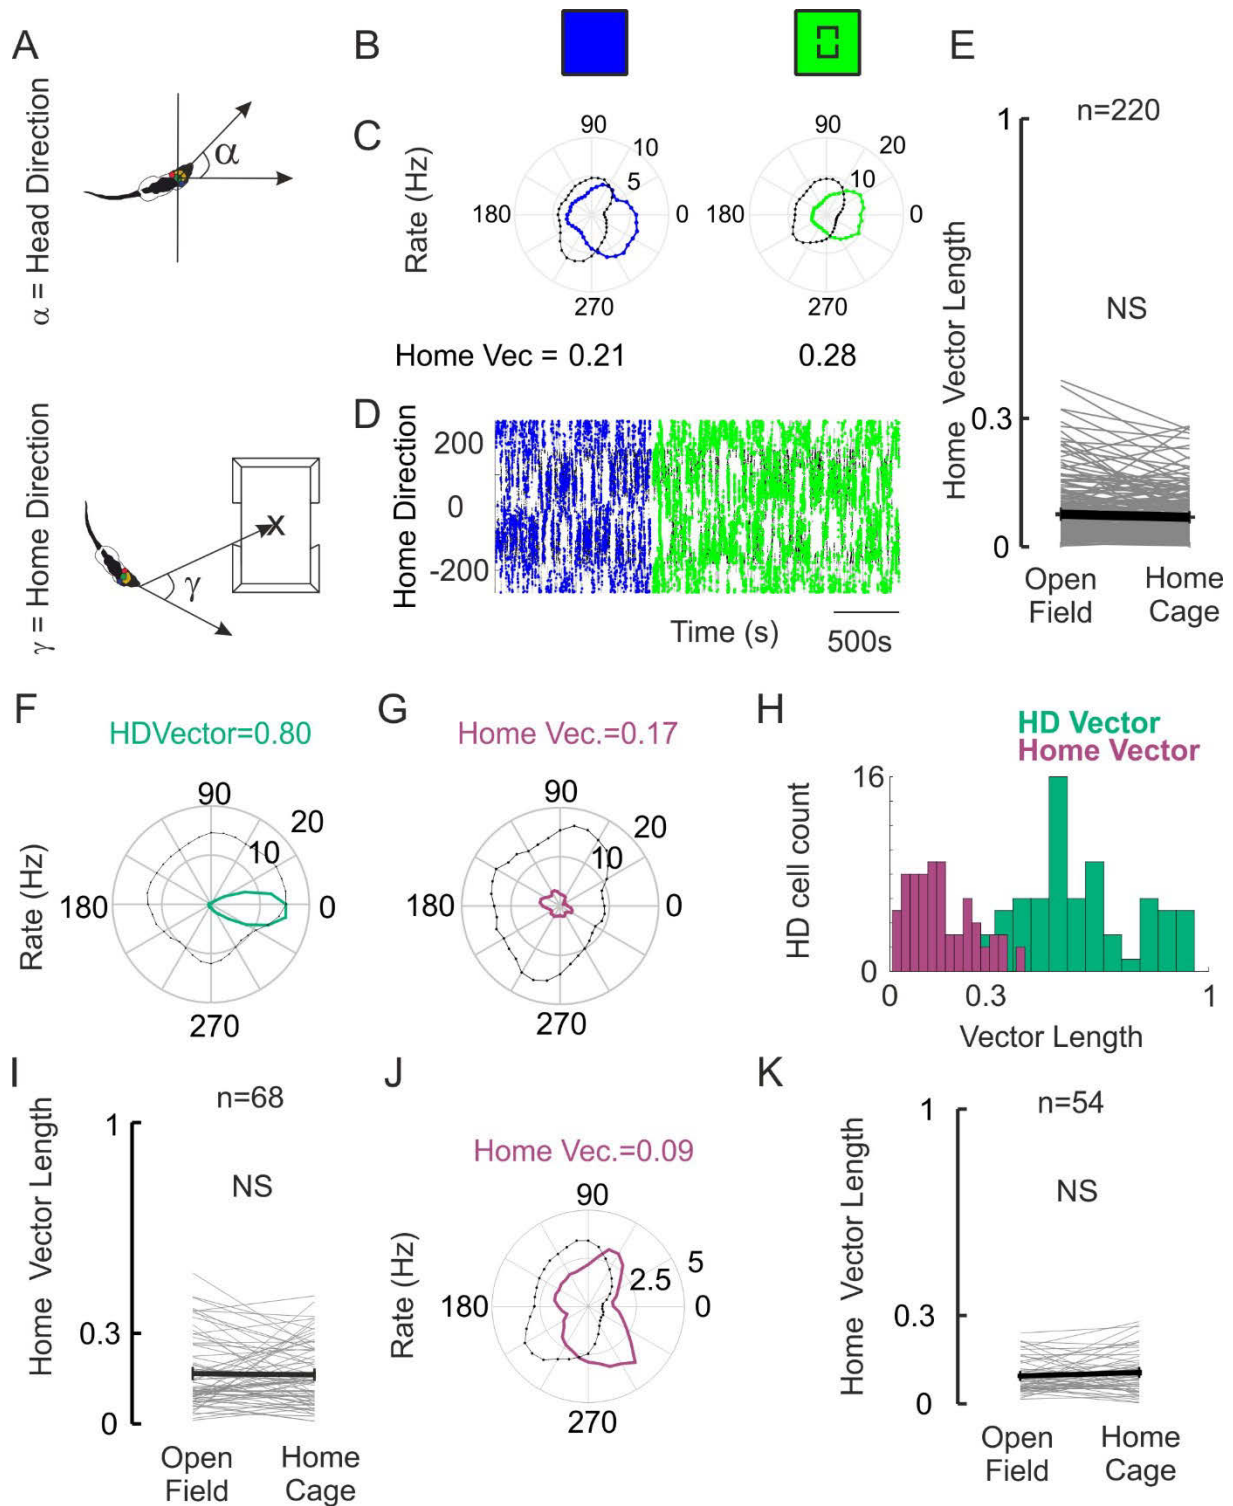 A
α = Head Direction
α
γ = Home Direction
X
γ
B
C
Rate (Hz)
90
10
5
180
0
270
90
20
10
180
0
270
Home Vec = 0.21
0.28
D
Home Direction
200
0
-200
Time (s)
500s
E
n=220
Home Vector Length
1
NS
0.3
0
Open
Field
Home
Cage
F
HDVector=0.80
Rate (Hz)
90
20
10
180
0
270
G
Home Vec.=0.17
90
20
10
180
0
270
H
HD Vector
Home Vector
HD cell count
16
0
0
0.3
1
Vector Length
I
n=68
Home Vector Length
1
NS
0.3
0
Open
Field
Home
Cage
J
Home Vec.=0.09
Rate (Hz)
90
5
2.5
180
0
270
K
n=54
Home Vector Length
1
NS
0.3
0
Open
Field
Home
Cage